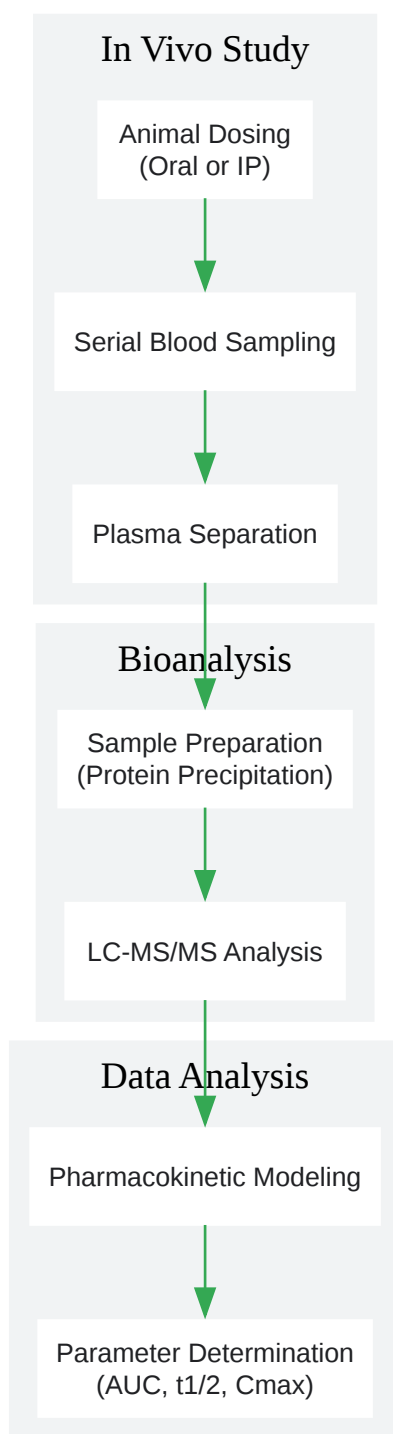 In Vivo Study
Animal Dosing
(Oral or IP)
Serial Blood Sampling
Plasma Separation
Bioanalysis
Sample Preparation
(Protein Precipitation)
LC-MS/MS Analysis
Data Analysis
Pharmacokinetic Modeling
Parameter Determination
(AUC, t1/2, Cmax)